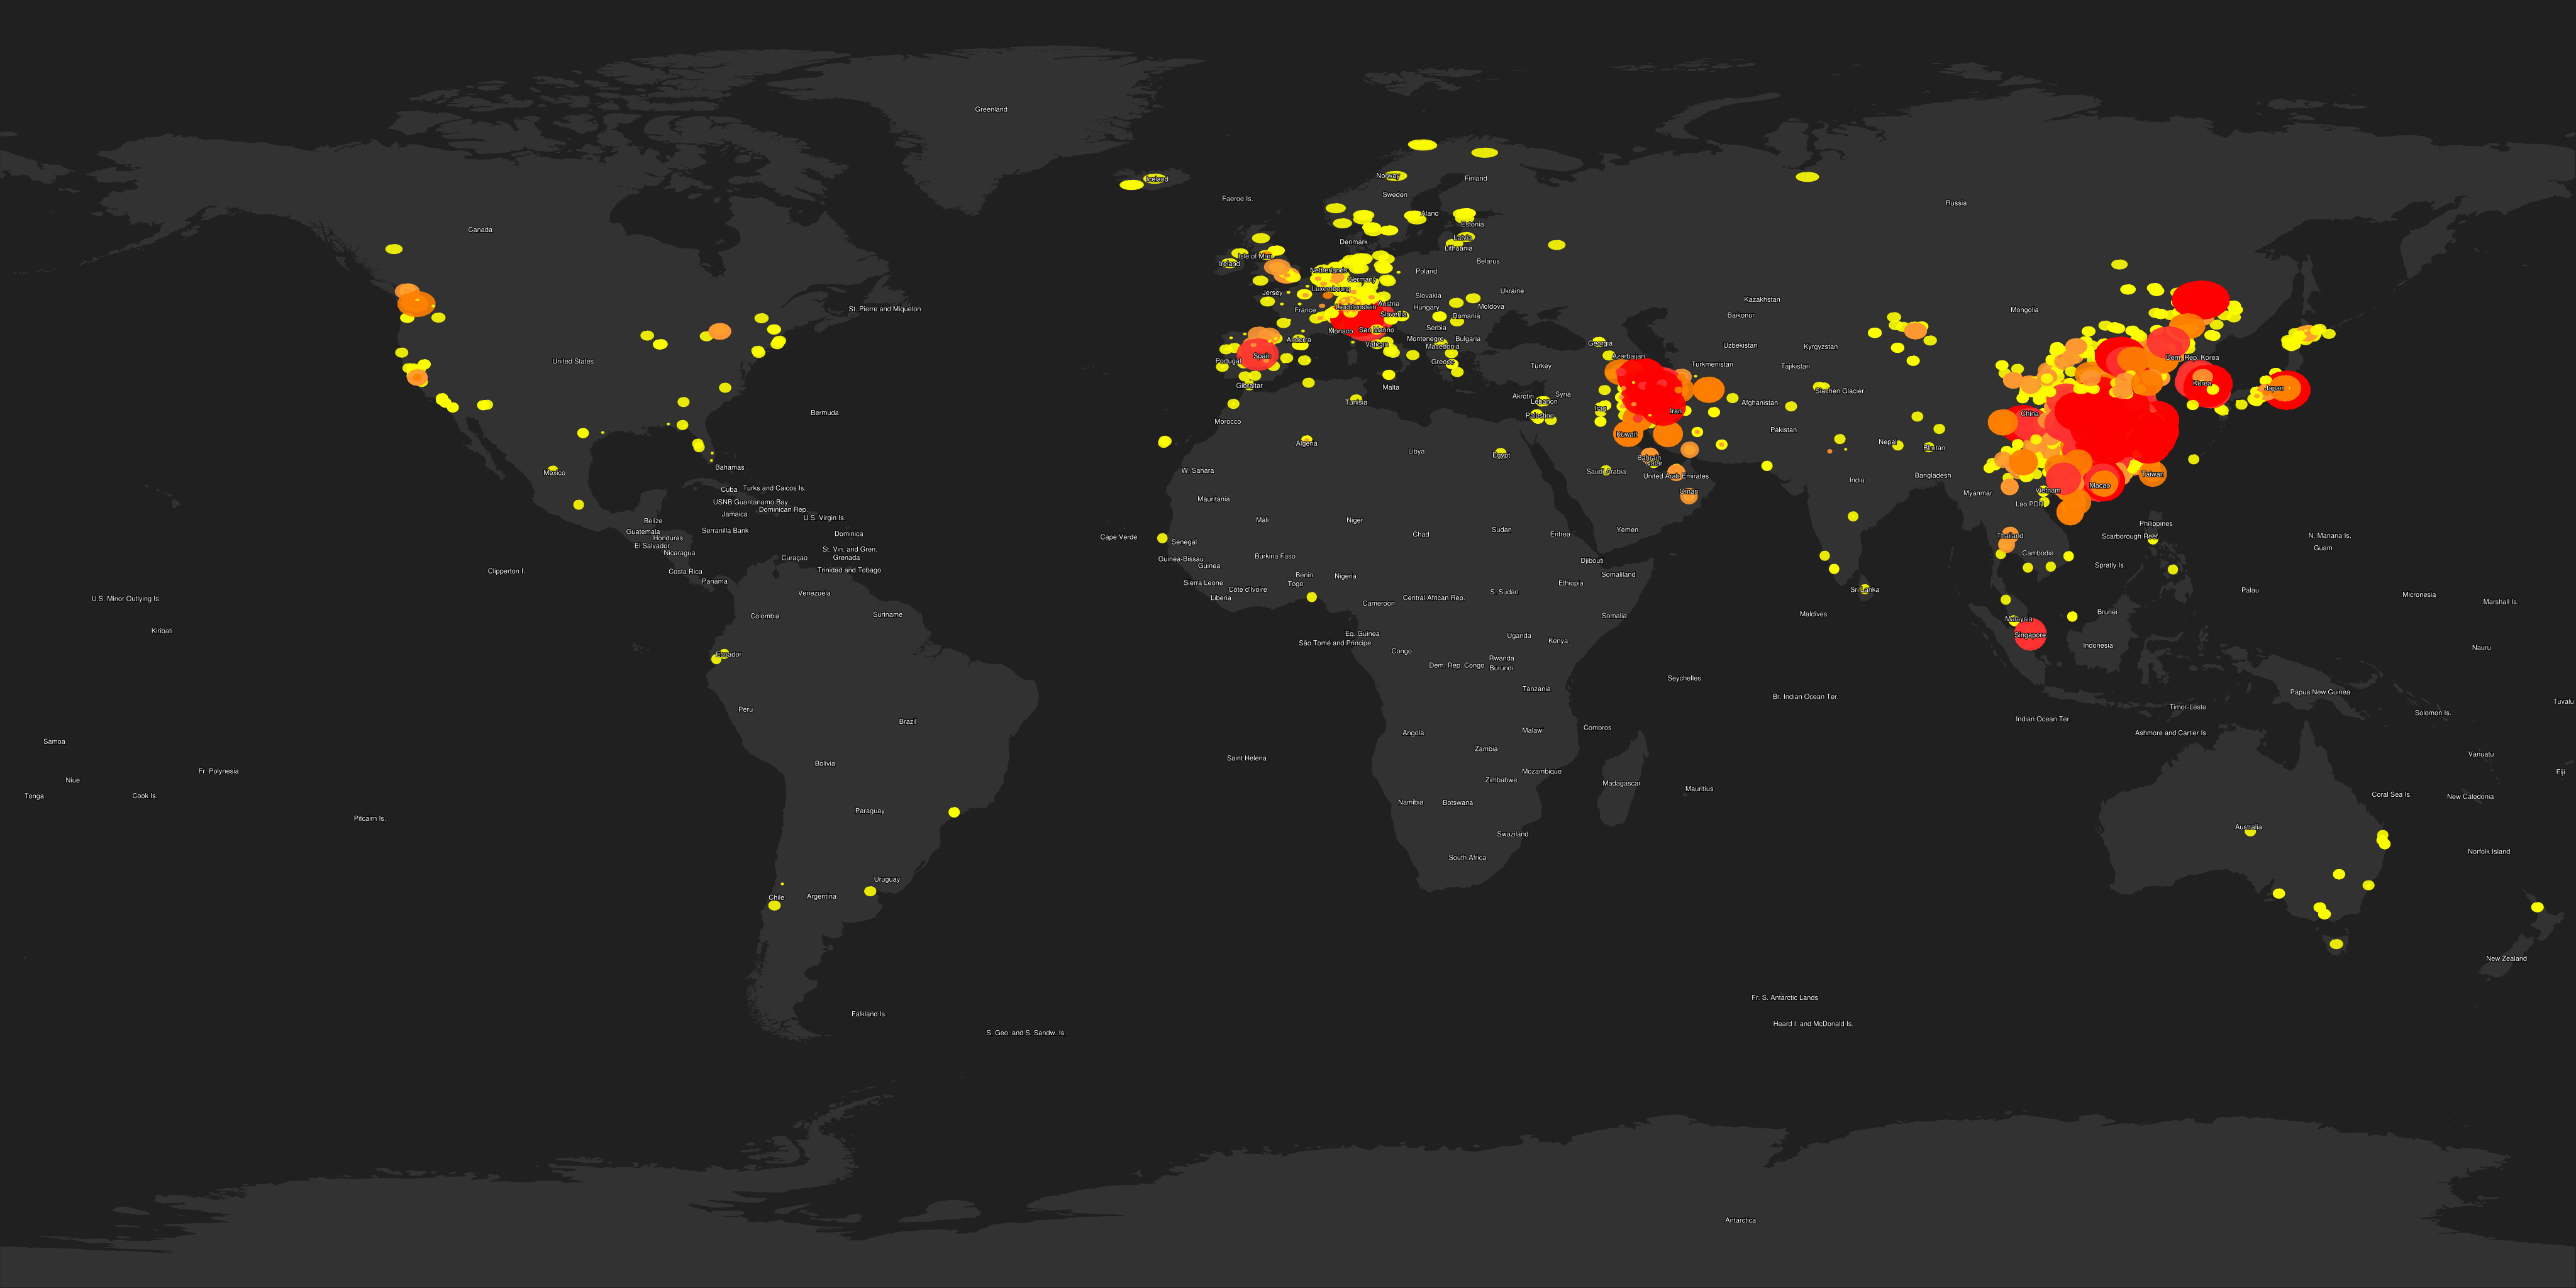 Greenland
Iceland
Norway
Finland
Sweden
Faeroe Is.
Russia
Aland
Estonia
Canada
Latvia
Denmark
Lithuania
Isle of Man
Ireland
Belarus
Netherlands
Poland
Germany
Luxembourg
Jersey
Ukraine
Slovakia
Kazakhstan
Austria
Liechtenstein
Hungary
Moldova
St. Pierre and Miquelon
France
Mongolia
Slovenia
Baikonur
Romania
Serbia
Monaco
San Marino
Montenegro
Bulgaria
Andorra
Georgia
Vatican
Macedonia
Uzbekistan
Kyrgyzstan
Spain
Azerbaijan
Dem. Rep. Korea
United States
Portugal
Greece
Turkmenistan
Turkey
Tajikistan
Korea
Gibraltar
Malta
Japan
Siachen Glacier
Syria
Akrotiri
Lebanon
Tunisia
Afghanistan
Iraq
Iran
Bermuda
China
Palestine
Morocco
Pakistan
Kuwait
Algeria
Nepal
Bhutan
Libya
Egypt
Bahrain
Qatar
Bahamas
W. Sahara
Saudi Arabia
Mexico
United Arab Emirates
Bangladesh
Taiwan
India
Macao
Cuba
Turks and Caicos Is.
Oman
Vietnam
Myanmar
Mauritania
USNB Guantanamo Bay
Lao PDR
Dominican Rep.
Jamaica
U.S. Virgin Is.
Mali
Niger
Belize
Philippines
Serranilla Bank
Sudan
Eritrea
Yemen
Guatemala
Chad
Dominica
Cape Verde
Honduras
Thailand
Scarborough Reef
N. Mariana Is.
Senegal
El Salvador
Guam
St. Vin. and Gren.
Nicaragua
Cambodia
Burkina Faso
Grenada
Curaçao
Guinea-Bissau
Djibouti
Guinea
Spratly Is.
Clipperton I.
Costa Rica
Trinidad and Tobago
Benin
Nigeria
Somaliland
Panama
Sierra Leone
Togo
Ethiopia
Côte d'Ivoire
Sri Lanka
Palau
Venezuela
S. Sudan
Micronesia
U.S. Minor Outlying Is.
Liberia
Central African Rep
Marshall Is.
Cameroon
Brunei
Maldives
Suriname
Colombia
Somalia
Malaysia
Kiribati
Eq. Guinea
Singapore
Uganda
Kenya
São Tomé and Principe
Indonesia
Nauru
Congo
Ecuador
Rwanda
Dem. Rep. Congo
Burundi
Seychelles
Tanzania
Papua New Guinea
Br. Indian Ocean Ter.
Tuvalu
Timor-Leste
Peru
Solomon Is.
Indian Ocean Ter.
Brazil
Comoros
Malawi
Angola
Ashmore and Cartier Is.
Samoa
Zambia
Vanuatu
Saint Helena
Bolivia
Fr. Polynesia
Mozambique
Fiji
Niue
Zimbabwe
Madagascar
Mauritius
Tonga
Cook Is.
Coral Sea Is.
New Caledonia
Namibia
Botswana
Paraguay
Pitcairn Is.
Australia
Swaziland
Norfolk Island
South Africa
Uruguay
Argentina
Chile
New Zealand
Fr. S. Antarctic Lands
Falkland Is.
Heard I. and McDonald Is.
S. Geo. and S. Sandw. Is.
Antarctica